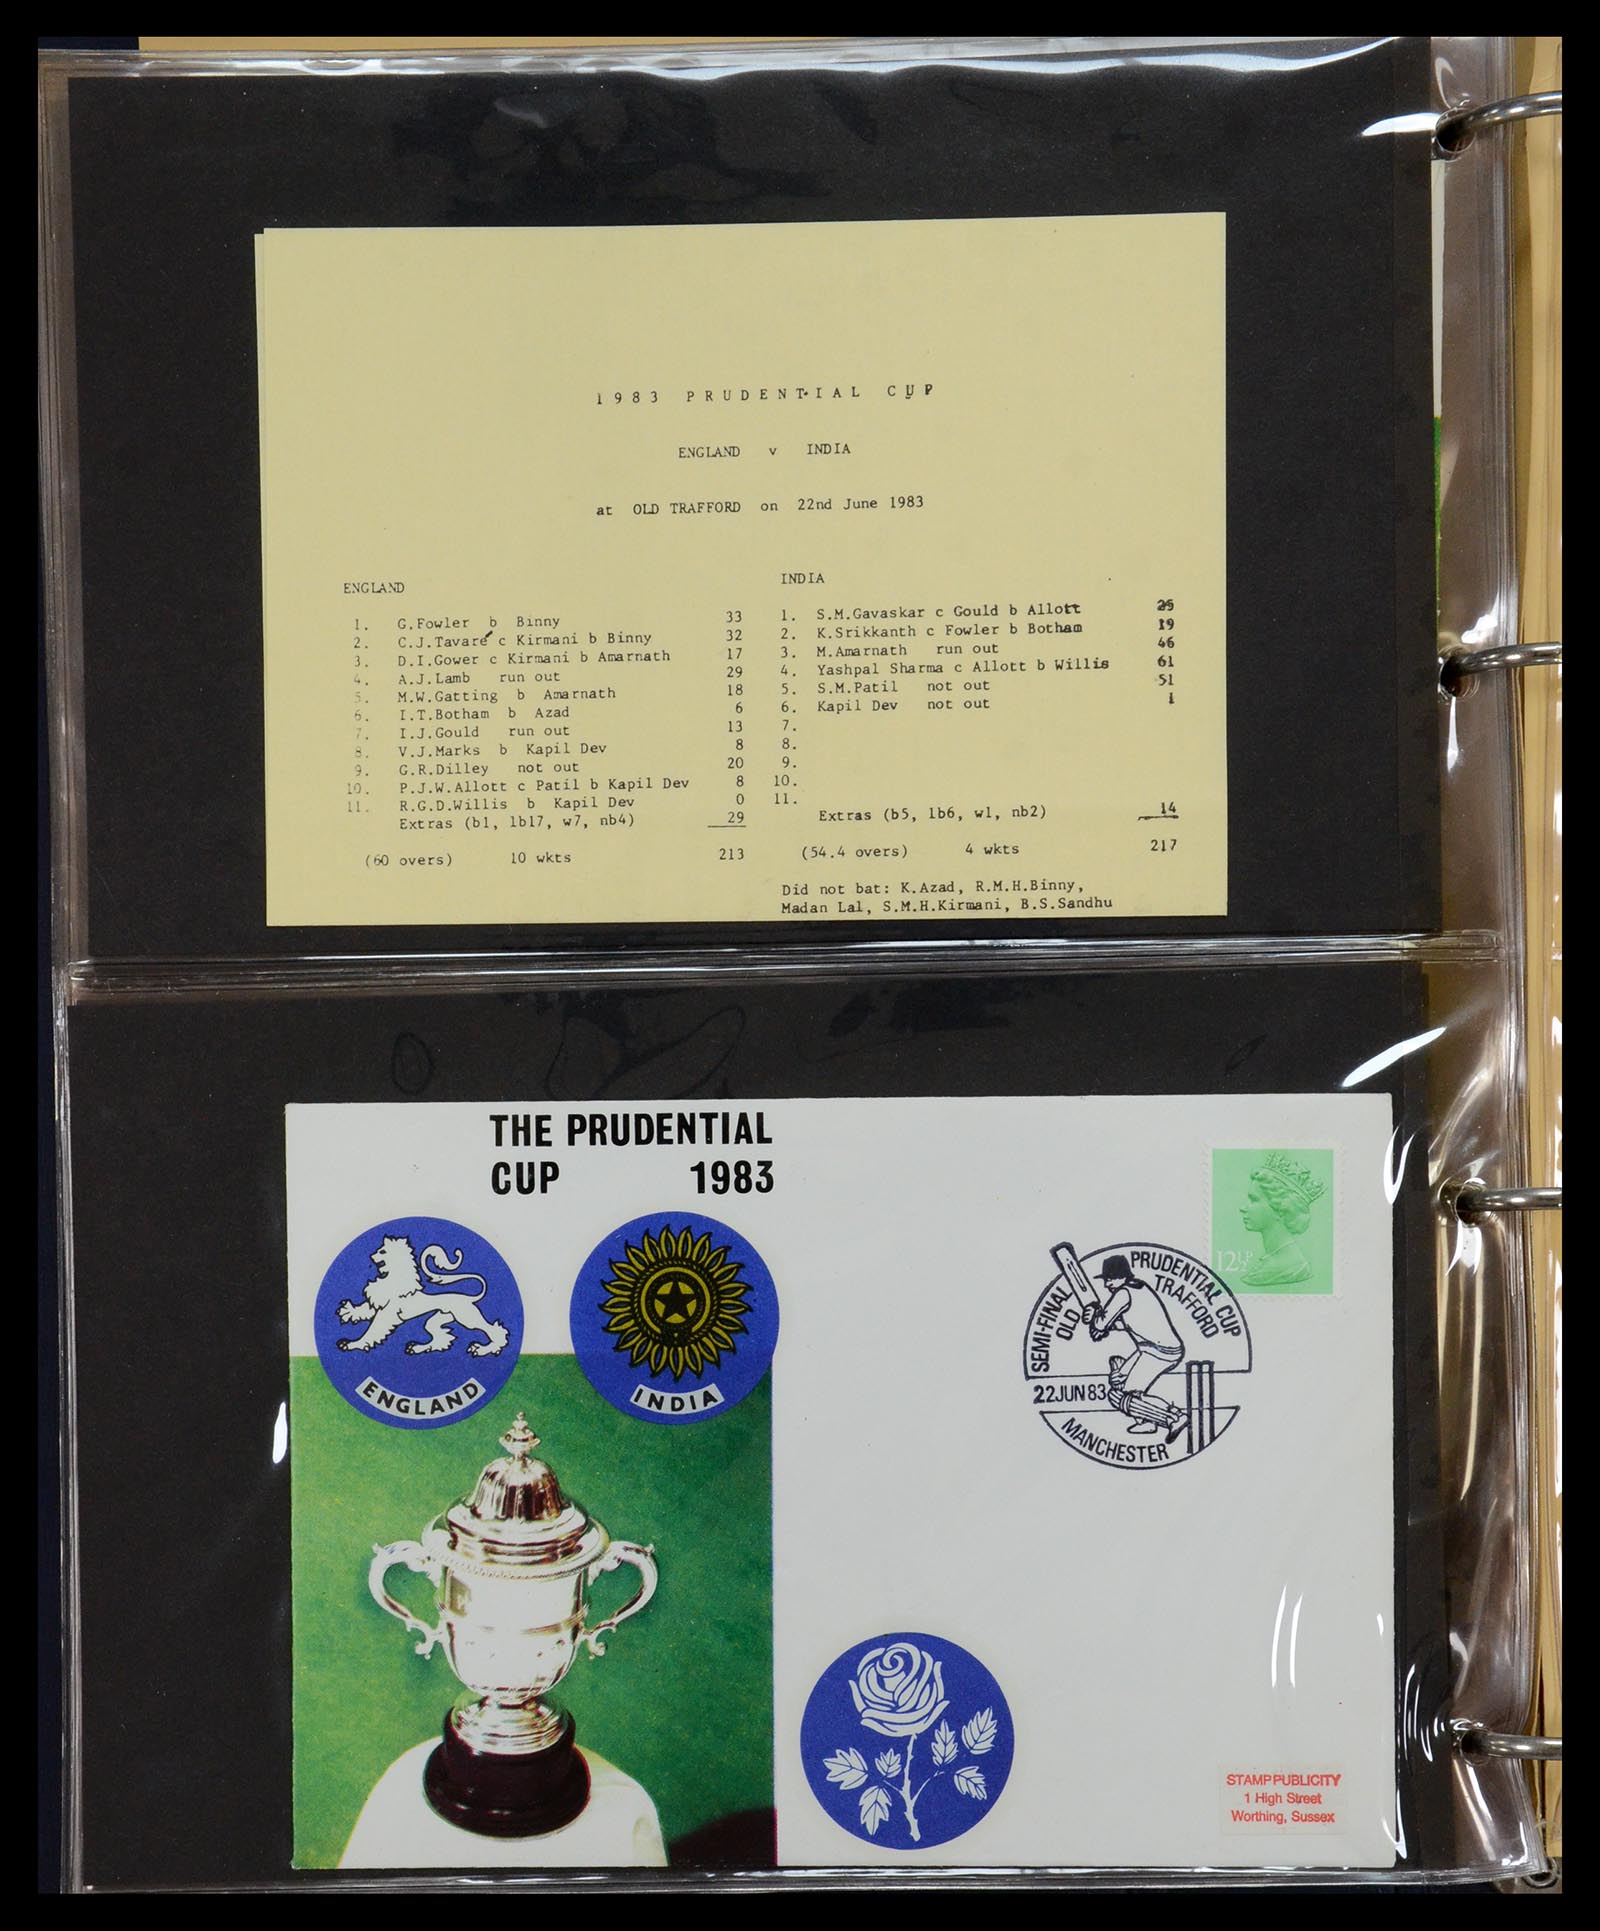 1983 PRUDENTIAL CUP
ENGLAND v INDIA
at OLD TRAFFORD on 22nd June 1983
ENGLAND
1. G.Fowler b Binny 33
2. C.J.Tavaré c Kirmani b Binny 32
3. D.I.Gower c Kirmani b Amarnath 17
4. A.J.Lamb run out 29
5. M.W.Gatting b Amarnath 18
6. I.T.Botham b Azad 6
7. I.J.Gould run out 13
8. V.J.Marks b Kapil Dev 8
9. G.R.Dilley not out 20
10. P.J.W.Allott c Patil b Kapil Dev 8
11. R.G.D.Willis b Kapil Dev 0
Extras (b1, lb17, w7, nb4) 29
(60 overs) 10 wkts 213
INDIA
1. S.M.Gavaskar c Gould b Allott 25
2. K.Srikkanth c Fowler b Botham 19
3. M.Amarnath run out 46
4. Yashpal Sharma c Allott b Willis 61
5. S.M.Patil not out 51
6. Kapil Dev not out 1
7.
8.
9.
10.
11.
Extras (b5, lb6, w1, nb2) 14
(54.4 overs) 4 wkts 217
Did not bat: K.Azad, R.M.H.Binny,
Madan Lal, S.M.H.Kirmani, B.S.Sandhu
THE PRUDENTIAL
CUP 1983
ENGLAND
INDIA
12½P
SEMI-FINAL PRUDENTIAL CUP
OLD TRAFFORD
22JUN83
MANCHESTER
STAMP PUBLICITY
1 High Street
Worthing, Sussex